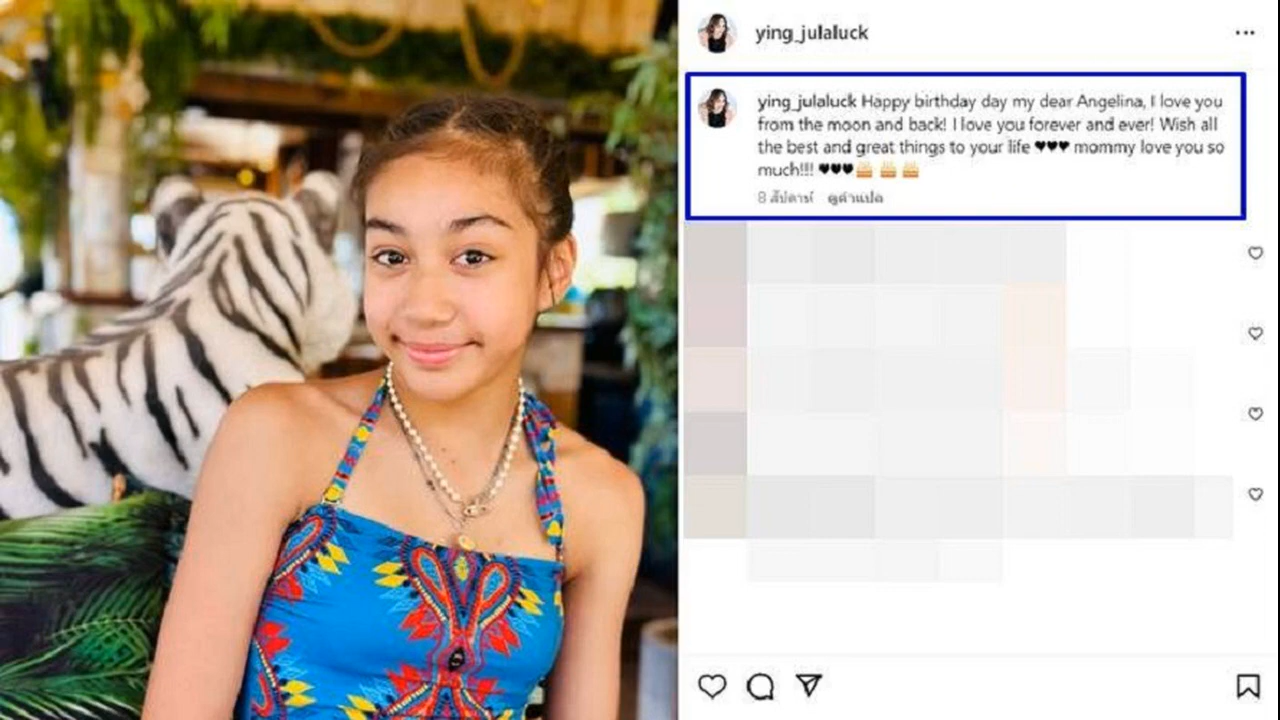 ying_julaluck
ying_julaluck Happy birthday day my dear Angelina, I love you
from the moon and back! I love you forever and ever! Wish all
the best and great things to your life ♥♥♥ mommy love you so
much!!! ♥♥♥🎂 🎂 🎂
8 สัปดาห์ ดูคำแปล